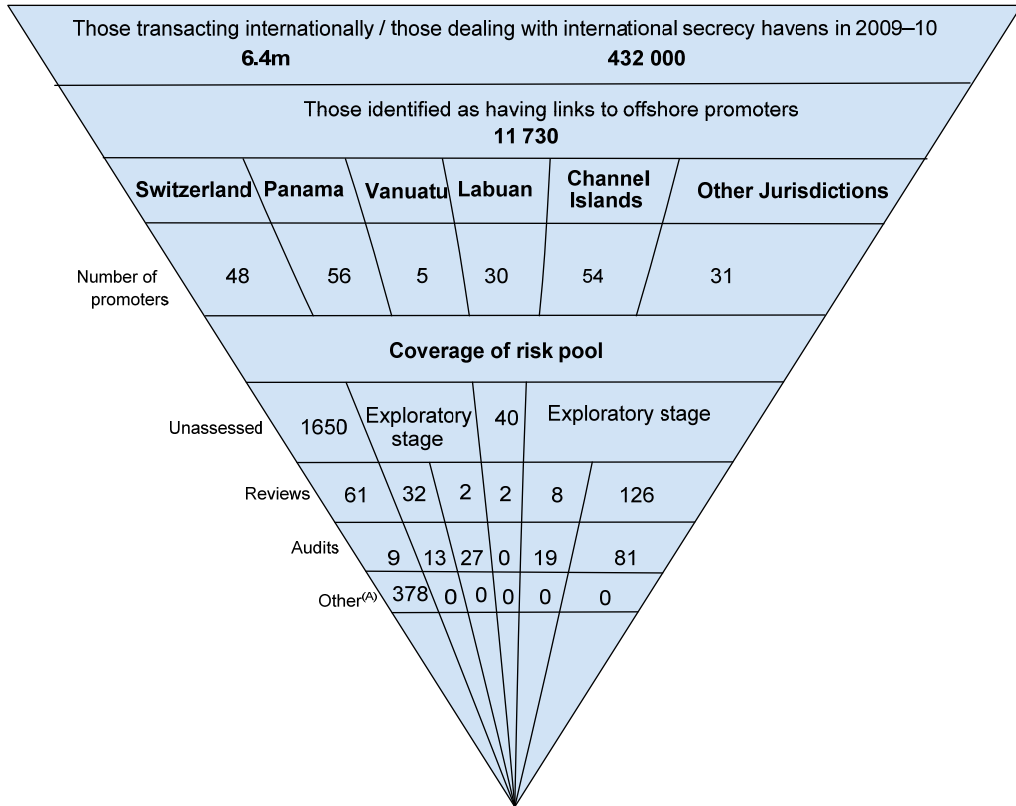 Those transacting internationally / those dealing with international secrecy havens in 2009–10
6.4m 432 000
Those identified as having links to offshore promoters
11 730
Switzerland Panama Vanuatu Labuan Channel Islands Other Jurisdictions
Number of promoters 48 56 5 30 54 31
Coverage of risk pool
Unassessed 1650 Exploratory stage 40 Exploratory stage
Reviews 61 32 2 2 8 126
Audits 9 13 27 0 19 81
Other(A) 378 0 0 0 0 0